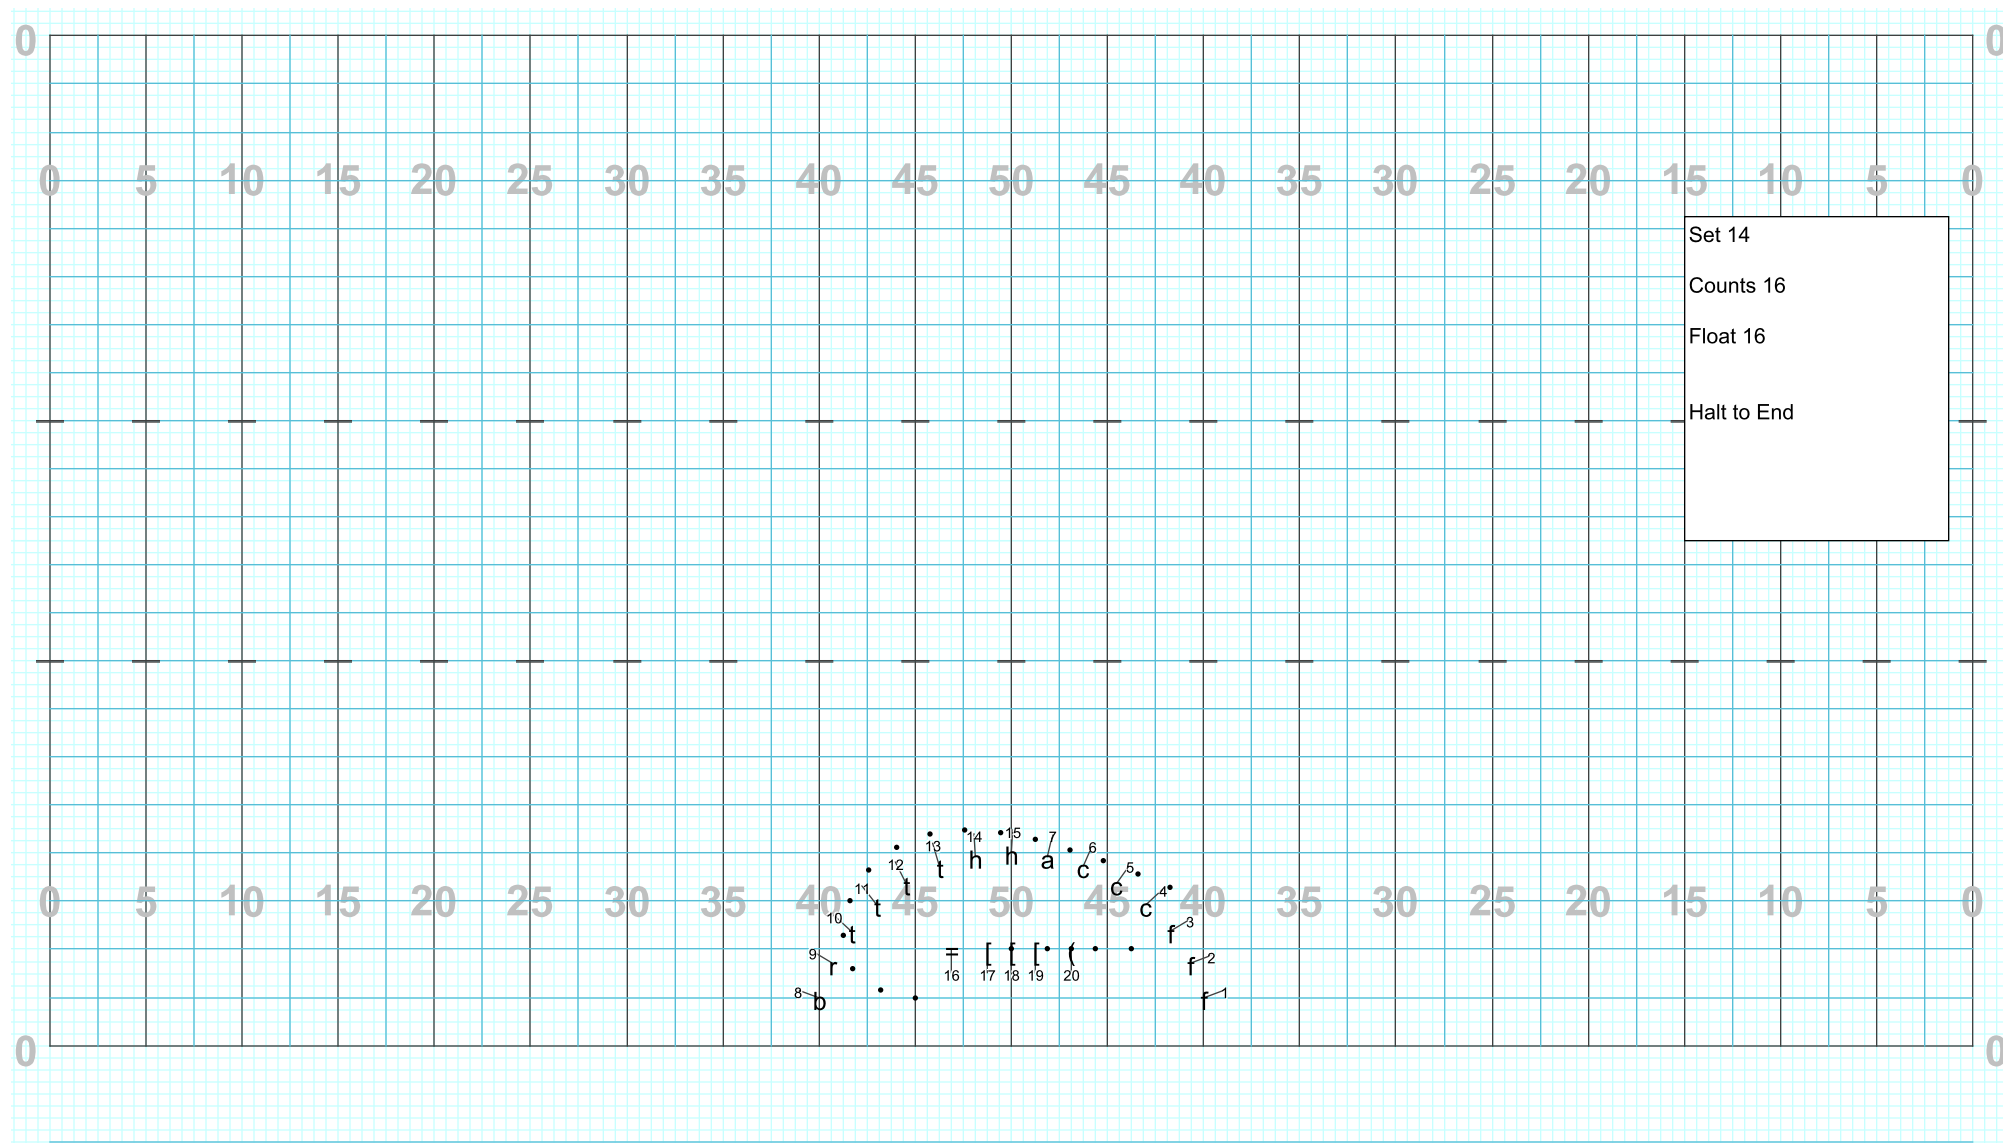 0 0
0 5 10 15 20 25 30 35 40 45 50 45 40 35 30 25 20 15 10 5 0
Set 14
Counts 16
Float 16
Halt to End
13 14 15 7
12 t h h a c 6
11 t c 5
10 t c 4
0 5 10 15 20 25 30 35 40 45 50 45 40 35 30 25 20 15 10 5 0
t f 3
9 r = [ [ [ ( f 2
16 17 18 19 20
8 b f 1
0 0